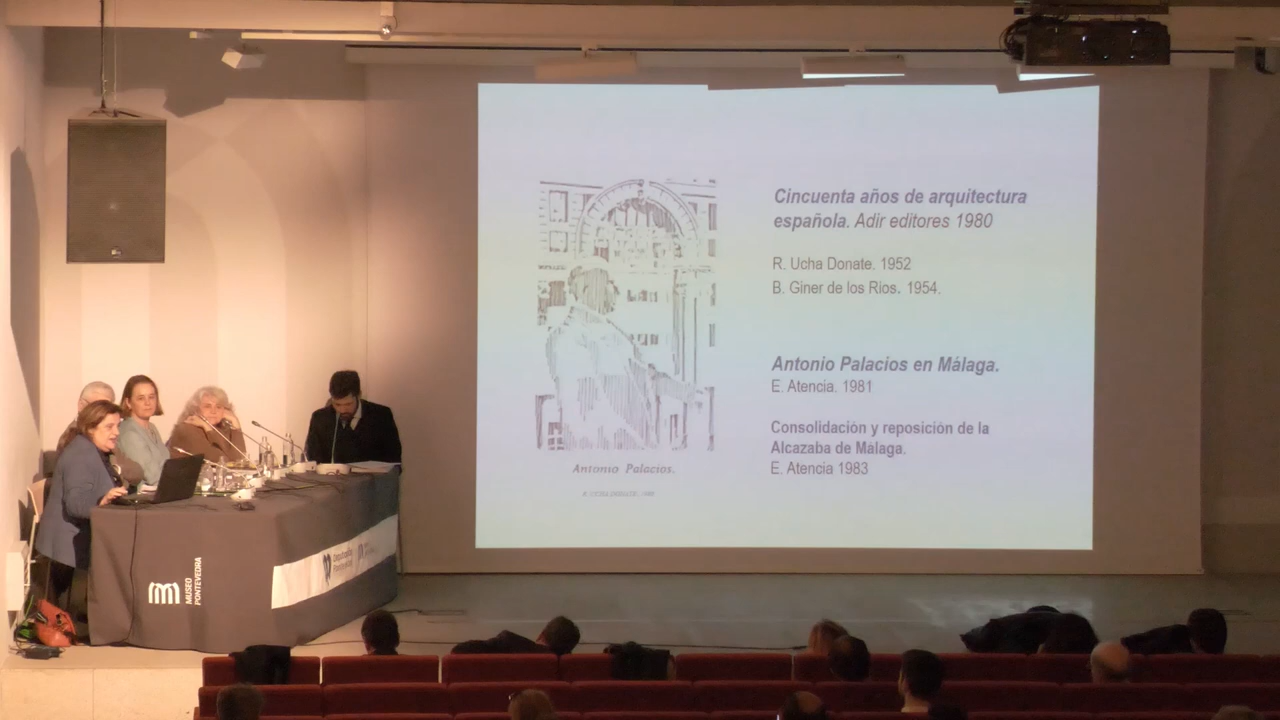 Cincuenta años de arquitectura
española. Adir editores 1980
R. Ucha Donate. 1952
B. Giner de los Rios. 1954.
Antonio Palacios en Málaga.
E. Atencia. 1981
Consolidación y reposición de la
Alcazaba de Málaga.
E. Atencia 1983
Antonio Palacios.
MUSEO
PONTEVEDRA